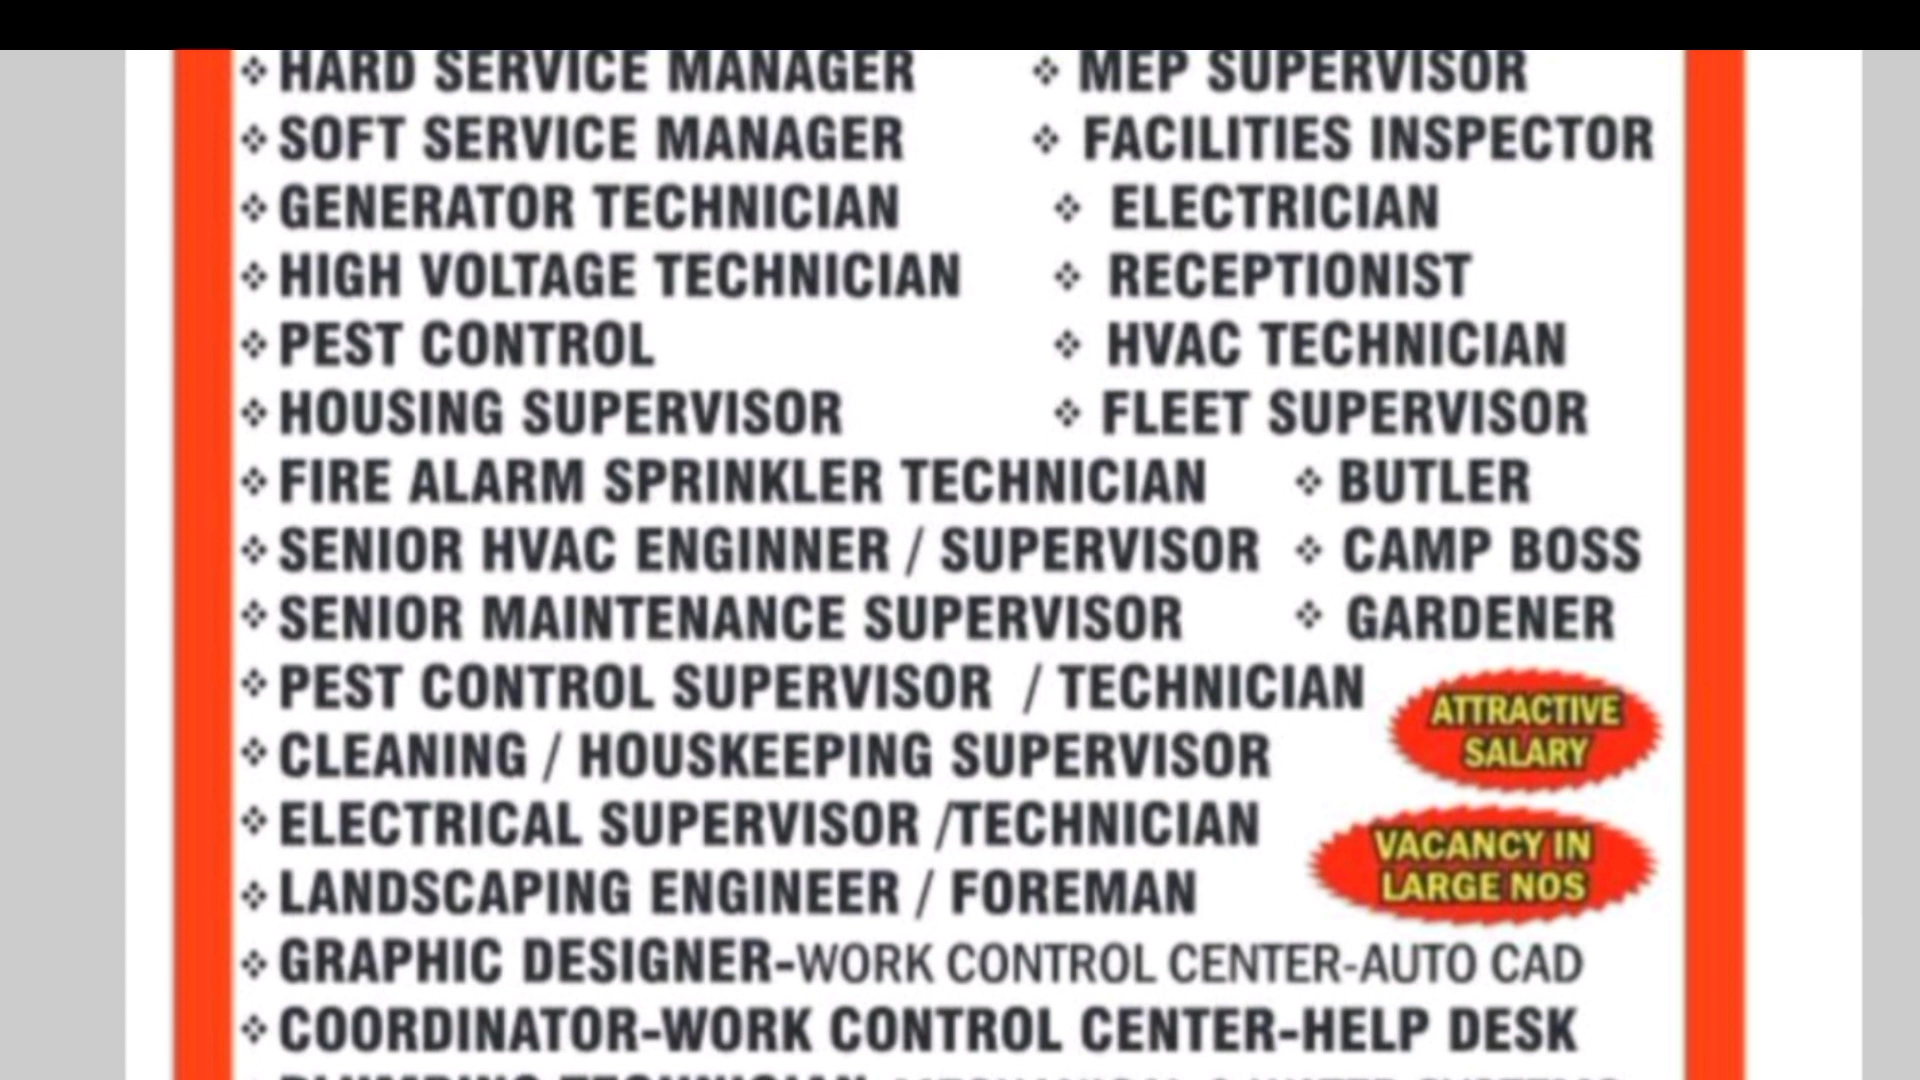 ❖ HARD SERVICE MANAGER ❖ MEP SUPERVISOR
❖ SOFT SERVICE MANAGER ❖ FACILITIES INSPECTOR
❖ GENERATOR TECHNICIAN ❖ ELECTRICIAN
❖ HIGH VOLTAGE TECHNICIAN ❖ RECEPTIONIST
❖ PEST CONTROL ❖ HVAC TECHNICIAN
❖ HOUSING SUPERVISOR ❖ FLEET SUPERVISOR
❖ FIRE ALARM SPRINKLER TECHNICIAN ❖ BUTLER
❖ SENIOR HVAC ENGINNER / SUPERVISOR ❖ CAMP BOSS
❖ SENIOR MAINTENANCE SUPERVISOR ❖ GARDENER
❖ PEST CONTROL SUPERVISOR / TECHNICIAN
ATTRACTIVE
SALARY
❖ CLEANING / HOUSKEEPING SUPERVISOR
❖ ELECTRICAL SUPERVISOR /TECHNICIAN
VACANCY IN
LARGE NOS
❖ LANDSCAPING ENGINEER / FOREMAN
❖ GRAPHIC DESIGNER-WORK CONTROL CENTER-AUTO CAD
❖ COORDINATOR-WORK CONTROL CENTER-HELP DESK